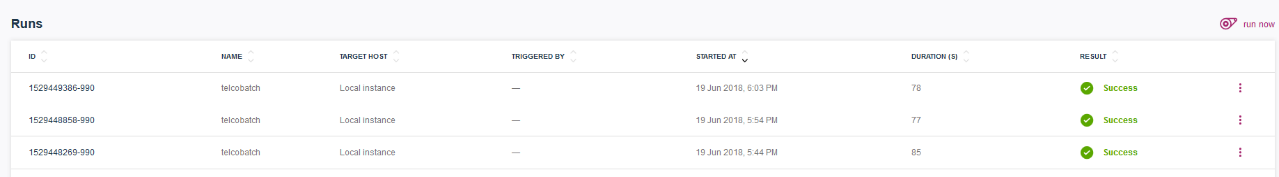 Runs
run now
ID NAME TARGET HOST TRIGGERED BY STARTED AT DURATION (S) RESULT
1529449386-990 telcobatch Local instance — 19 Jun 2018, 6:03 PM 78 Success
1529448858-990 telcobatch Local instance — 19 Jun 2018, 5:54 PM 77 Success
1529448269-990 telcobatch Local instance — 19 Jun 2018, 5:44 PM 85 Success